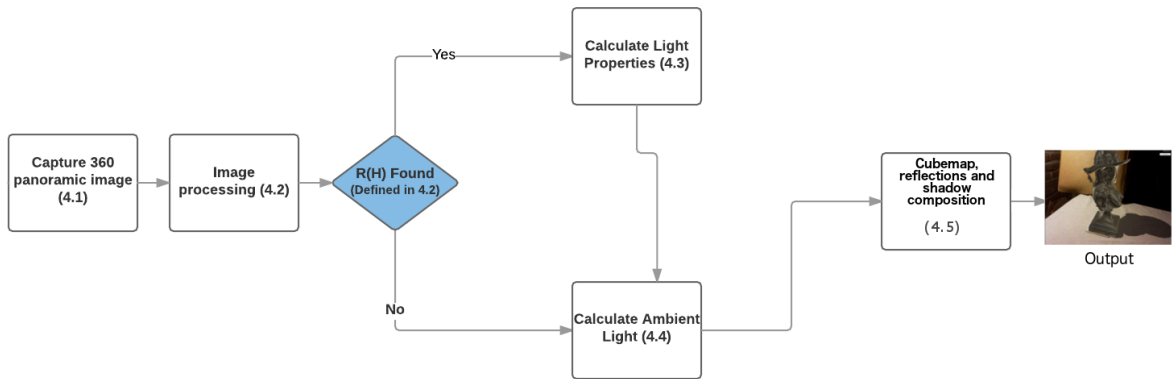 Capture 360
panoramic image
(4.1)
Image
processing (4.2)
R(H) Found
(Defined in 4.2)
Yes
No
Calculate Light
Properties (4.3)
Calculate Ambient
Light (4.4)
Cubemap,
reflections and
shadow
composition
(4.5)
Output